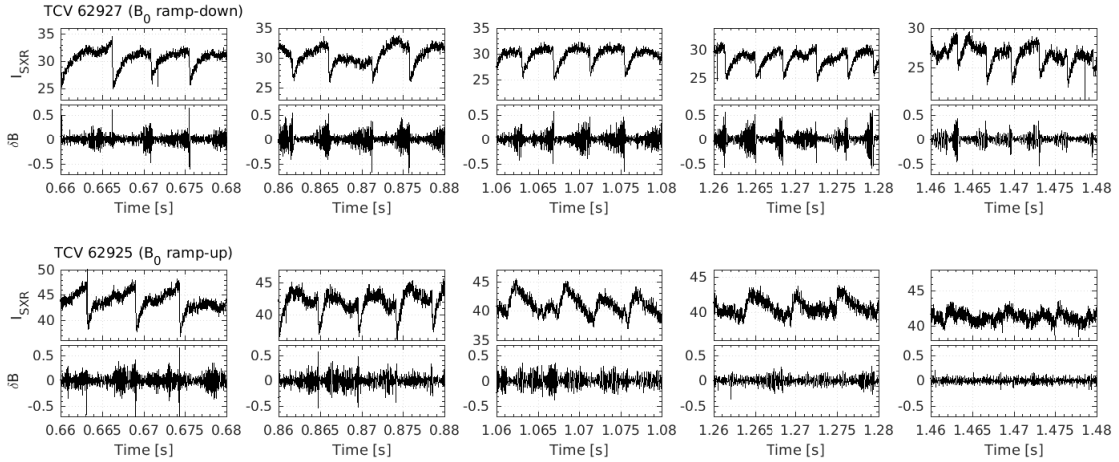 TCV 62927 (B0 ramp-down)
ISXR
35 30 25
35 30 25
35 30 25
30 25
30 25
δB
0.5 0 -0.5
0.5 0 -0.5
0.5 0 -0.5
0.5 0 -0.5
0.5 0 -0.5
0.66 0.665 0.67 0.675 0.68
0.86 0.865 0.87 0.875 0.88
1.06 1.065 1.07 1.075 1.08
1.26 1.265 1.27 1.275 1.28
1.46 1.465 1.47 1.475 1.48
Time [s] Time [s] Time [s] Time [s] Time [s]
TCV 62925 (B0 ramp-up)
ISXR
50 45 40
45 40
45 40 35
45 40
45 40
δB
0.5 0 -0.5
0.5 0 -0.5
0.5 0 -0.5
0.5 0 -0.5
0.5 0 -0.5
0.66 0.665 0.67 0.675 0.68
0.86 0.865 0.87 0.875 0.88
1.06 1.065 1.07 1.075 1.08
1.26 1.265 1.27 1.275 1.28
1.46 1.465 1.47 1.475 1.48
Time [s] Time [s] Time [s] Time [s] Time [s]